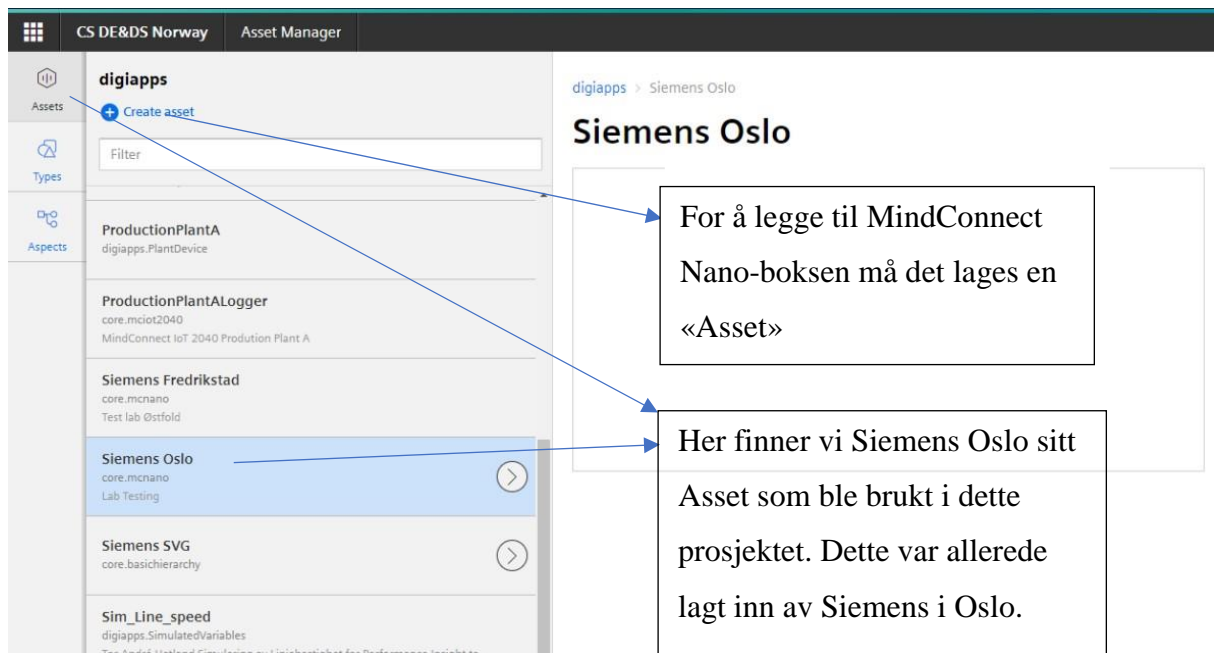 CS DE&DS Norway Asset Manager
Assets
Types
Aspects
digiapps
Create asset
Filter
ProductionPlantA
digiapps.PlantDevice
ProductionPlantALogger
core.mciot2040
MindConnect IoT 2040 Prodution Plant A
Siemens Fredrikstad
core.mcnano
Test lab Østfold
Siemens Oslo
core.mcnano
Lab Testing
Siemens SVG
core.basichierarchy
Sim_Line_speed
digiapps.SimulatedVariables
digiapps > Siemens Oslo
Siemens Oslo
For å legge til MindConnect
Nano-boksen må det lages en
«Asset»
Her finner vi Siemens Oslo sitt
Asset som ble brukt i dette
prosjektet. Dette var allerede
lagt inn av Siemens i Oslo.